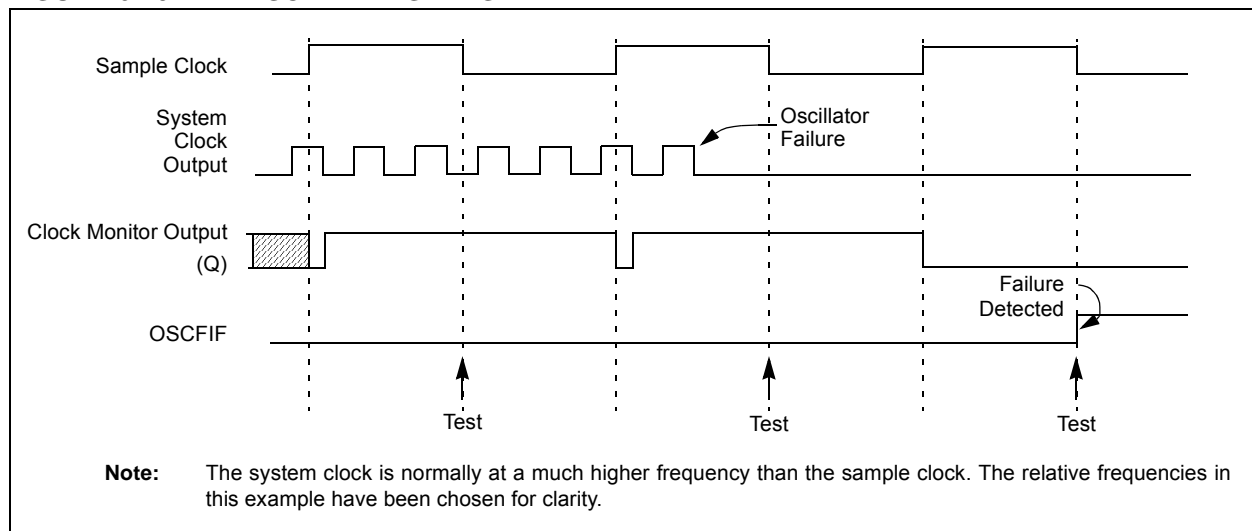 Sample Clock
System
Clock
Output
Oscillator
Failure
Clock Monitor Output
(Q)
Failure
Detected
OSCFIF
Test
Test
Test
Note: The system clock is normally at a much higher frequency than the sample clock. The relative frequencies in
this example have been chosen for clarity.